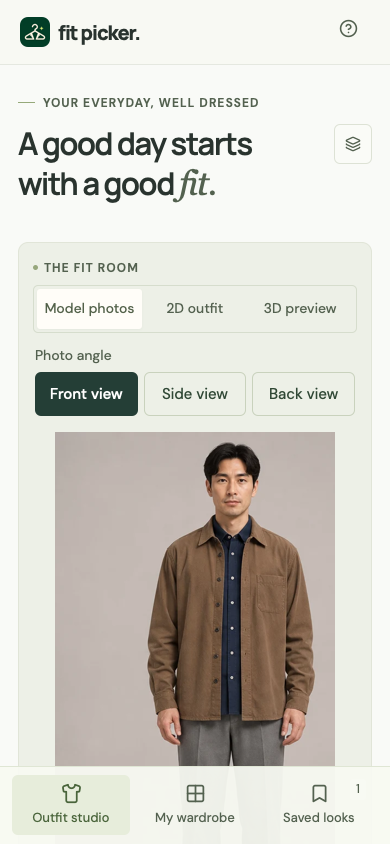 fit picker.
YOUR EVERYDAY, WELL DRESSED
A good day starts
with a good fit.
THE FIT ROOM
Model photos 2D outfit 3D preview
Photo angle
Front view Side view Back view
1
Outfit studio My wardrobe Saved looks